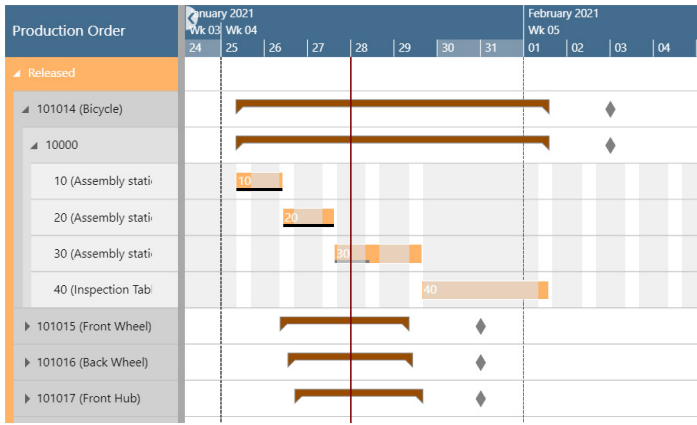 Production Order
January 2021
February 2021
Wk 03 Wk 04
Wk 05
24 25 26 27 28 29 30 31 01 02 03 04
Released
101014 (Bicycle)
10000
10 (Assembly stati
10
20 (Assembly stati
20
30 (Assembly stati
30
40 (Inspection Tabl
40
101015 (Front Wheel)
101016 (Back Wheel)
101017 (Front Hub)